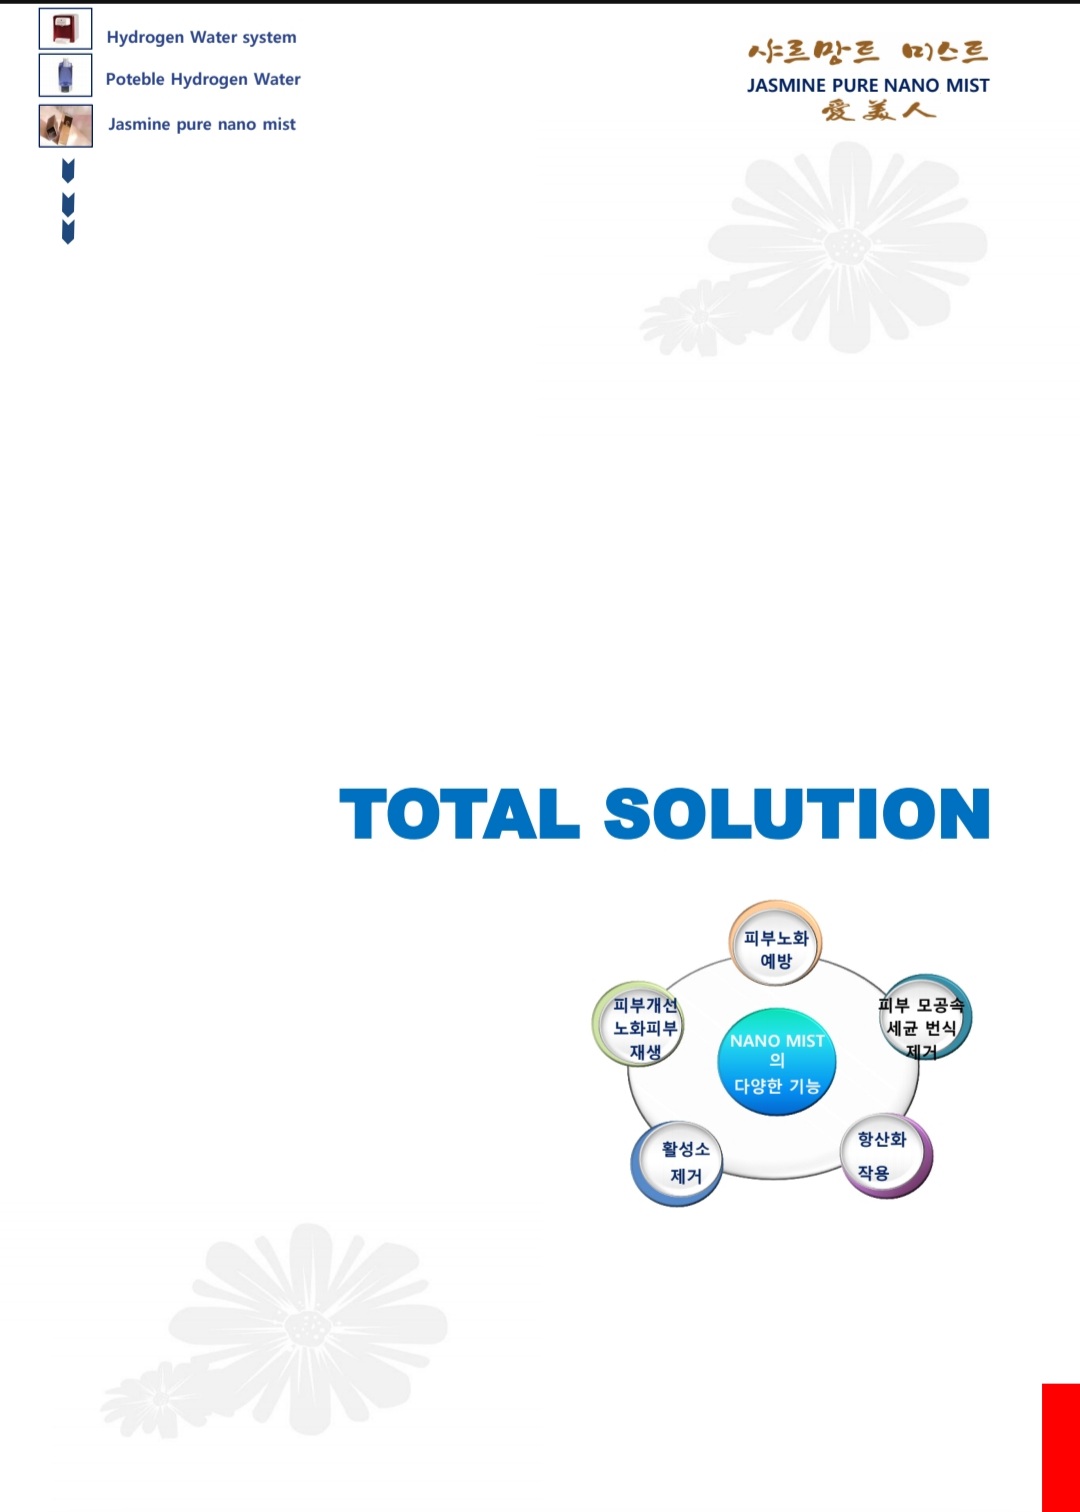 Hydrogen Water system
Poteble Hydrogen Water
Jasmine pure nano mist
샤르망트 미스트
JASMINE PURE NANO MIST
愛美人
TOTAL SOLUTION
피부노화
예방
피부개선
노화피부
재생
피부 모공속
세균 번식
제거
NANO MIST
의
다양한 기능
활성소
제거
항산화
작용